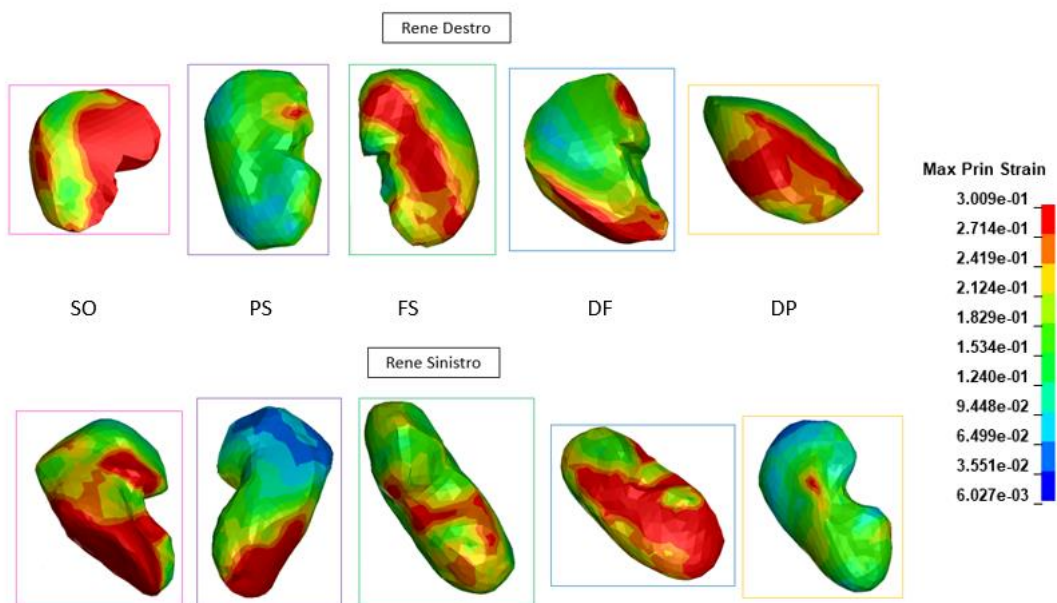 Rene Destro
SO PS FS DF DP
Rene Sinistro
Max Prin Strain
3.009e-01
2.714e-01
2.419e-01
2.124e-01
1.829e-01
1.534e-01
1.240e-01
9.448e-02
6.499e-02
3.551e-02
6.027e-03